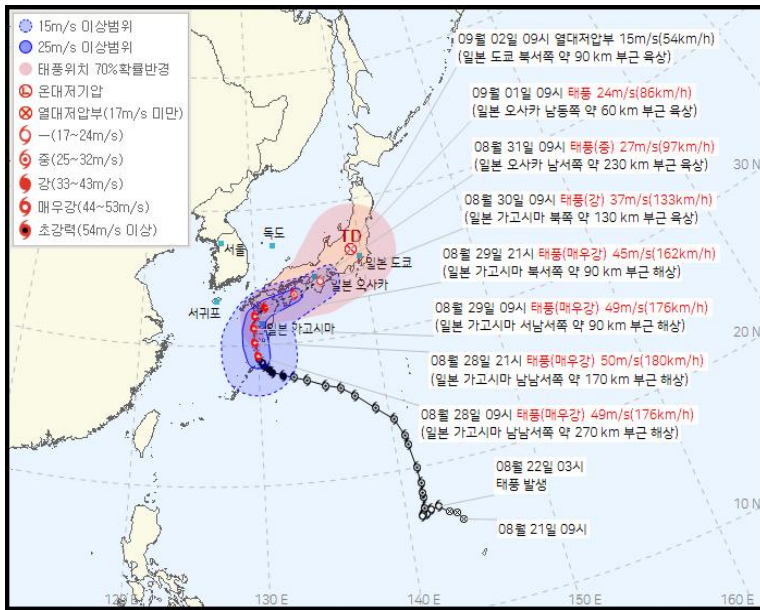 15m/s 이상범위
25m/s 이상범위
태풍위치 70%확률반경
온대저기압
열대저압부(17m/s 미만)
―(17~24m/s)
중(25~32m/s)
강(33~43m/s)
매우강(44~53m/s)
초강력(54m/s 이상)
09월 02일 09시 열대저압부 15m/s(54km/h)
(일본 도쿄 북서쪽 약 90 km 부근 육상)
09월 01일 09시 태풍 24m/s(86km/h)
(일본 오사카 남동쪽 약 60 km 부근 육상)
08월 31일 09시 태풍(중) 27m/s(97km/h)
(일본 오사카 남서쪽 약 230 km 부근 육상)
30 N
08월 30일 09시 태풍(강) 37m/s(133km/h)
(일본 가고시마 북쪽 약 130 km 부근 육상)
TD
서울
독도
일본 도쿄
08월 29일 21시 태풍(매우강) 45m/s(162km/h)
(일본 가고시마 북서쪽 약 90 km 부근 해상)
일본 오사카
서귀포
일본 가고시마
08월 29일 09시 태풍(매우강) 49m/s(176km/h)
(일본 가고시마 서남서쪽 약 90 km 부근 해상)
20 N
08월 28일 21시 태풍(매우강) 50m/s(180km/h)
(일본 가고시마 남남서쪽 약 170 km 부근 해상)
08월 28일 09시 태풍(매우강) 49m/s(176km/h)
(일본 가고시마 남남서쪽 약 270 km 부근 해상)
08월 22일 03시
태풍 발생
10 N
08월 21일 09시
120 E
130 E
140 E
150 E
160 E